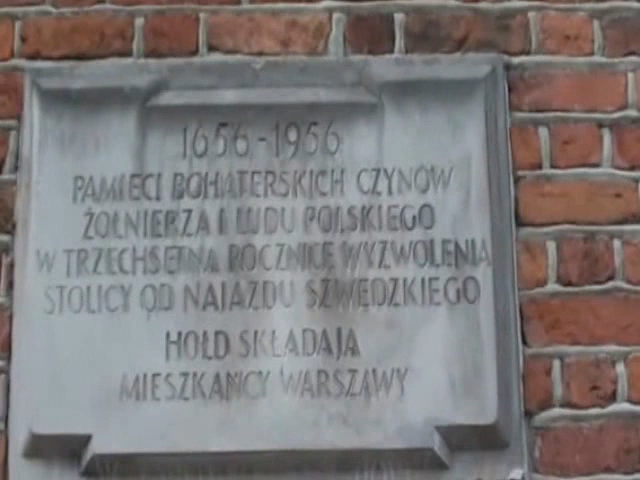 1656-1956
PAMIĘCI BOHATERSKICH CZYNÓW
ŻOŁNIERZA I LUDU POLSKIEGO
W TRZECHSETNĄ ROCZNICĘ WYZWOLENIA
STOLICY OD NAJAZDU SZWEDZKIEGO
HOŁD SKŁADAJĄ
MIESZKAŃCY WARSZAWY